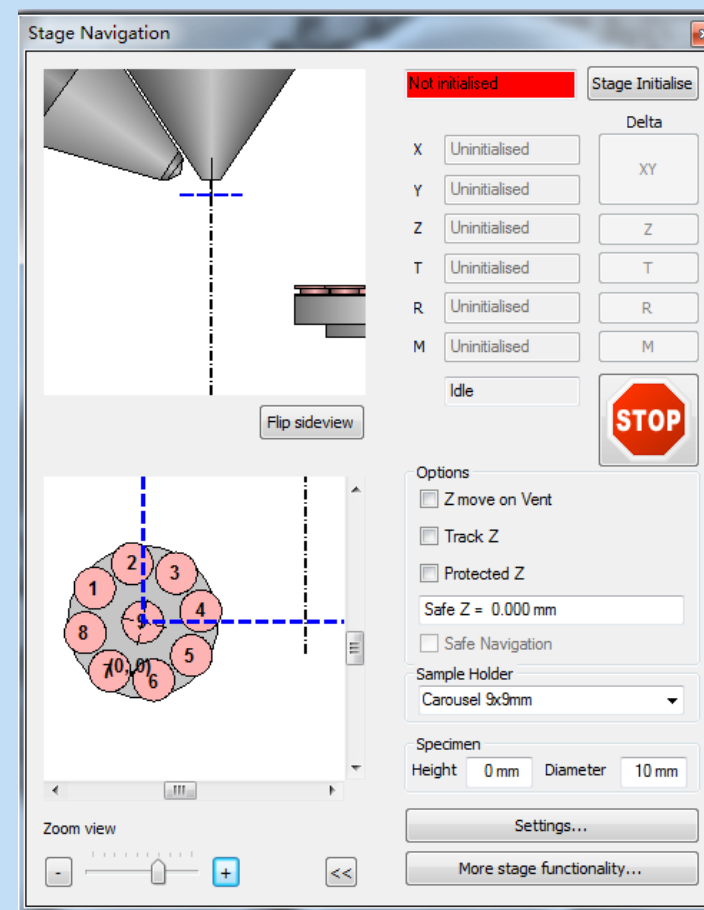 Stage Navigation
Not initialised
Stage Initialise
Delta
X Uninitialised
XY
Y Uninitialised
Z Uninitialised Z
T Uninitialised T
R Uninitialised R
M Uninitialised M
Idle
STOP
Flip sideview
Options
Z move on Vent
Track Z
Protected Z
Safe Z = 0.000 mm
Safe Navigation
Sample Holder
Carousel 9x9mm
Specimen
Height 0 mm Diameter 10 mm
Settings...
More stage functionality...
2
3
1
4
9
8
5
7
(0, 0)
6
Zoom view
- + <<